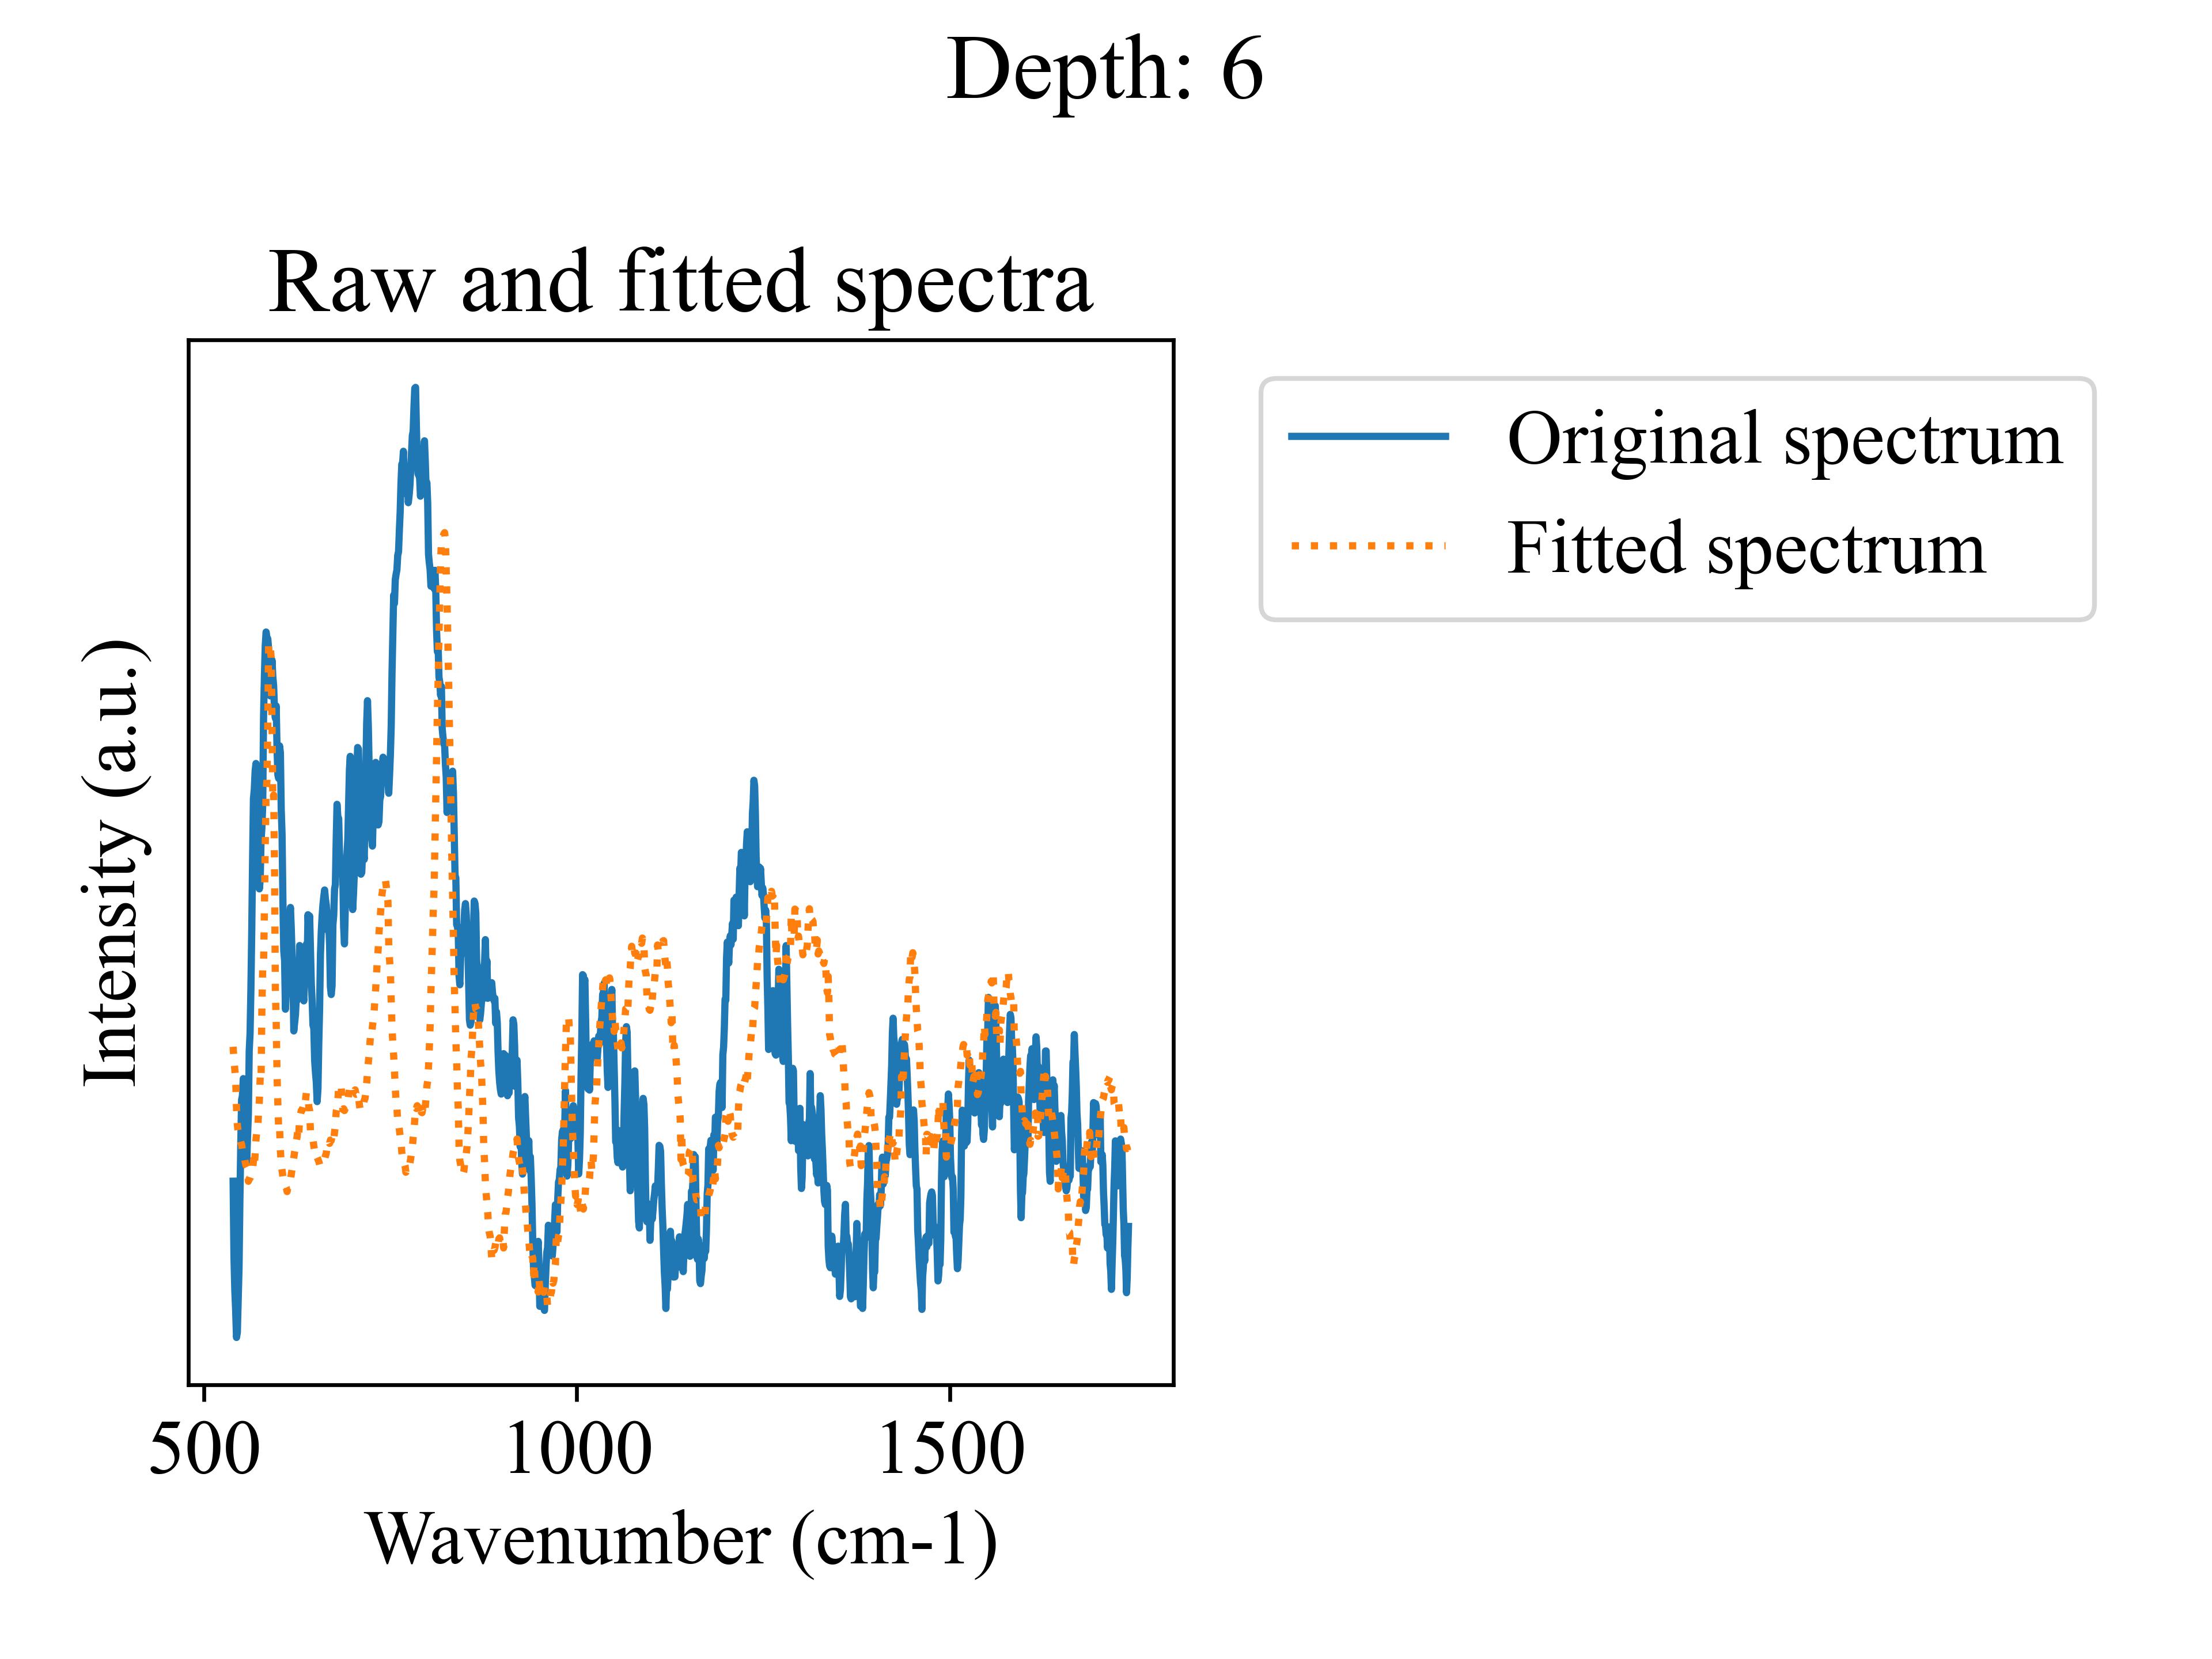 Depth: 6
Raw and fitted spectra
Original spectrum
Fitted spectrum
Intensity (a.u.)
500 1000 1500
Wavenumber (cm-1)